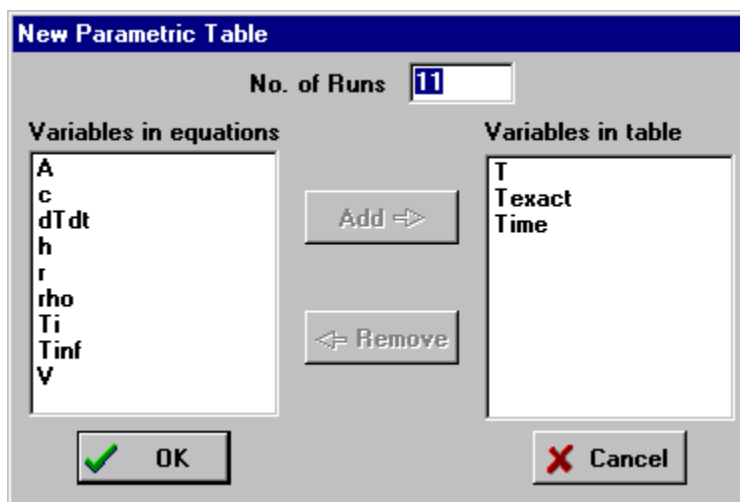 New Parametric Table
No. of Runs 11
Variables in equations
A
c
dTdt
h
r
rho
Ti
Tinf
V
Add
Remove
Variables in table
T
Texact
Time
OK
Cancel